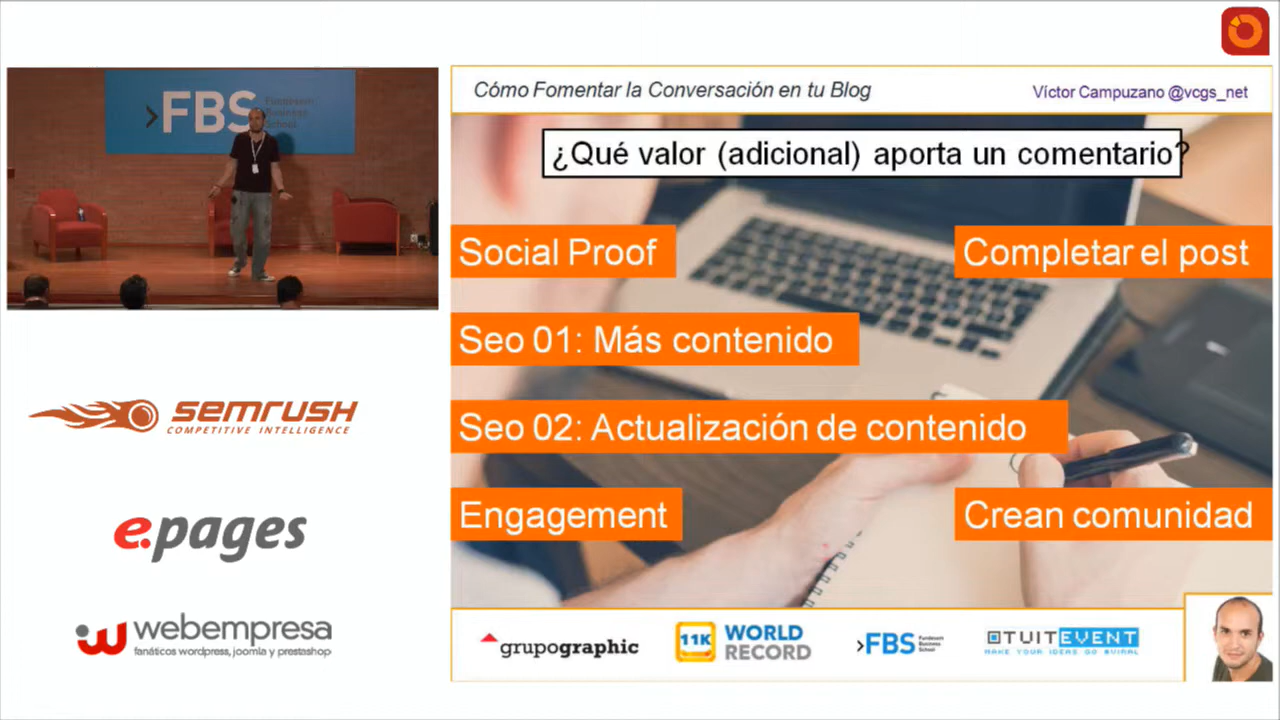 FBS
Fundesem
Business
School
semrush
COMPETITIVE INTELLIGENCE
e.pages
webempresa
fanáticos wordpress, joomla y prestashop
Cómo Fomentar la Conversación en tu Blog
Víctor Campuzano @vcgs_net
¿Qué valor (adicional) aporta un comentario?
Social Proof
Completar el post
Seo 01: Más contenido
Seo 02: Actualización de contenido
Engagement
Crean comunidad
grupographic
11K
WORLD
RECORD
FBS
Fundesem
Business
School
TUITEVENT
MAKE YOUR IDEAS GO #VIRAL